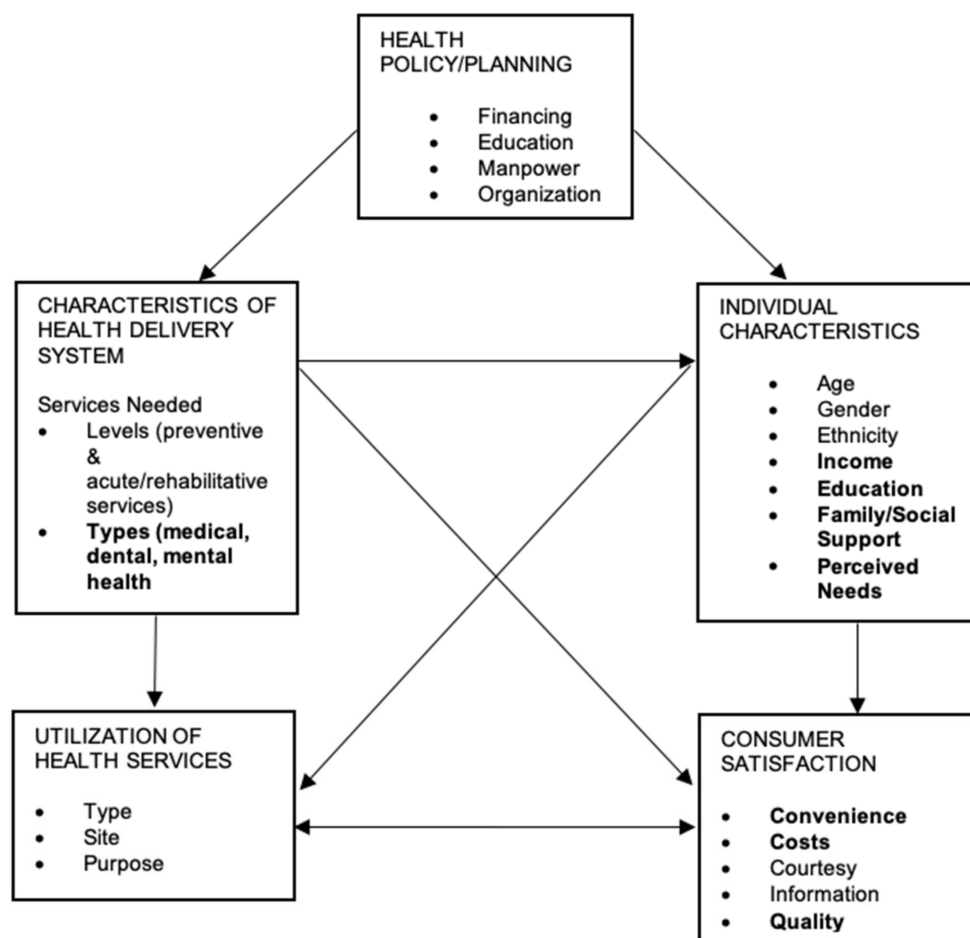 HEALTH
POLICY/PLANNING
• Financing
• Education
• Manpower
• Organization
CHARACTERISTICS OF
HEALTH DELIVERY
SYSTEM
Services Needed
• Levels (preventive
&
acute/rehabilitative
services)
• Types (medical,
dental, mental
health
INDIVIDUAL
CHARACTERISTICS
• Age
• Gender
• Ethnicity
• Income
• Education
• Family/Social
Support
• Perceived
Needs
UTILIZATION OF
HEALTH SERVICES
• Type
• Site
• Purpose
CONSUMER
SATISFACTION
• Convenience
• Costs
• Courtesy
• Information
• Quality